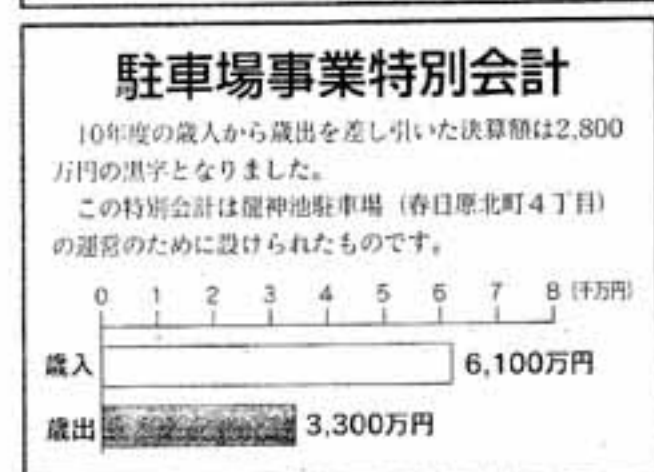 駐車場事業特別会計
10年度の歳入から歳出を差し引いた決算額は2,800
万円の黒字となりました。
この特別会計は龍神池駐車場（春日原北町４丁目）
の運営のために設けられたものです。
0 1 2 3 4 5 6 7 8 (千万円)
歳入 6,100万円
歳出 3,300万円